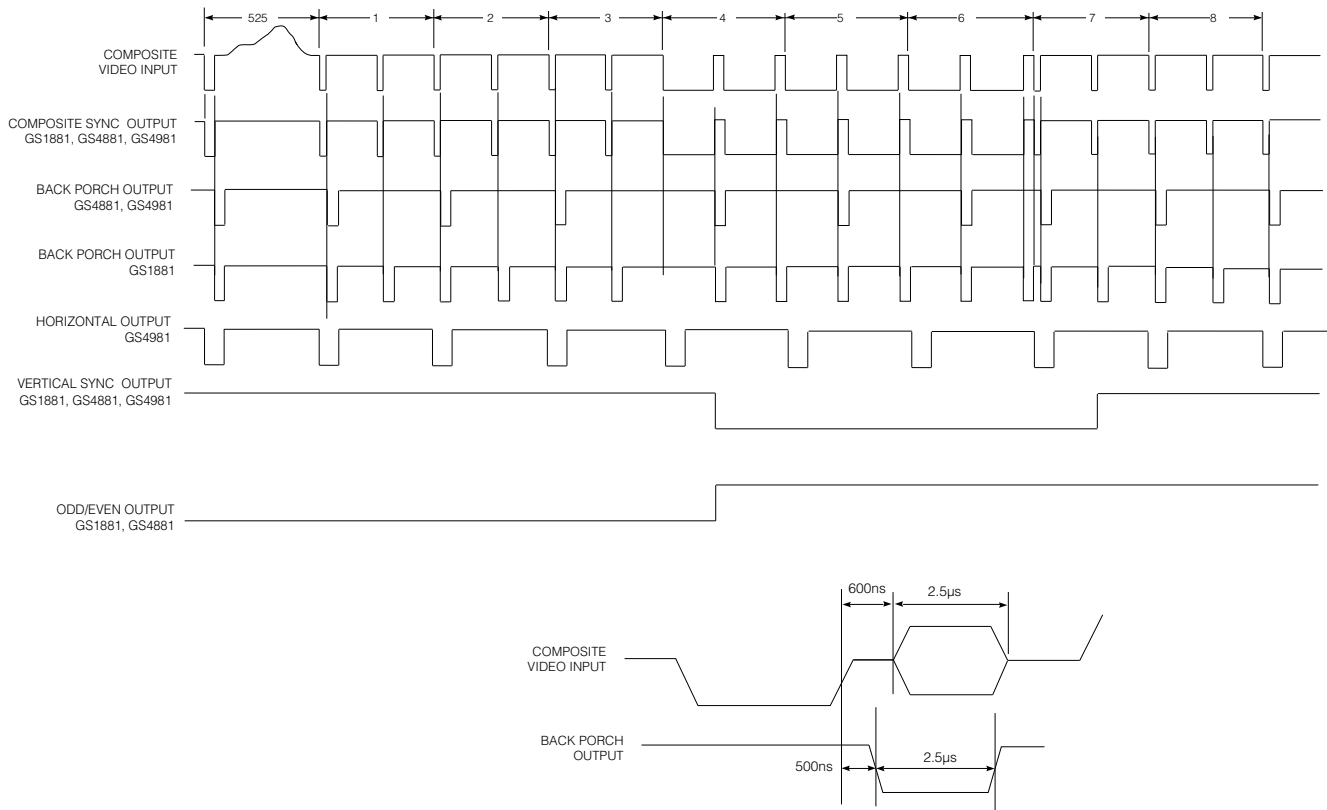 525 1 2 3 4 5 6 7 8
COMPOSITE
VIDEO INPUT
COMPOSITE SYNC OUTPUT
GS1881, GS4881, GS4981
BACK PORCH OUTPUT
GS4881, GS4981
BACK PORCH OUTPUT
GS1881
HORIZONTAL OUTPUT
GS4981
VERTICAL SYNC OUTPUT
GS1881, GS4881, GS4981
ODD/EVEN OUTPUT
GS1881, GS4881
600ns 2.5µs
COMPOSITE
VIDEO INPUT
BACK PORCH
OUTPUT
500ns 2.5µs